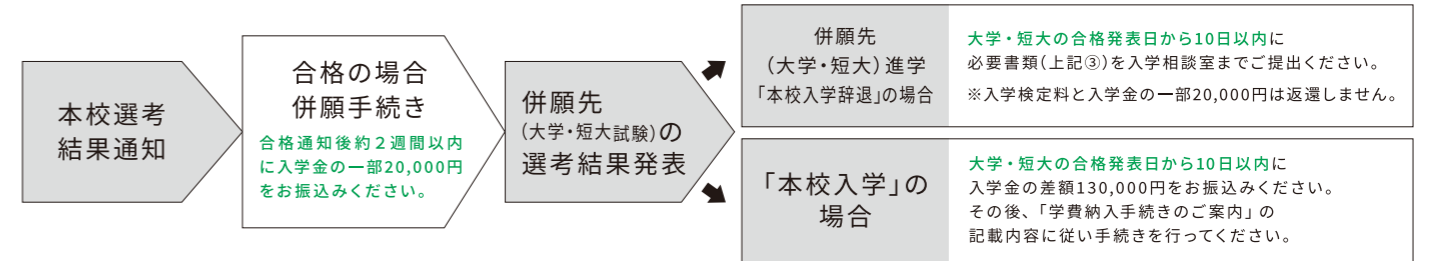 本校選考
結果通知
合格の場合
併願手続き
合格通知後約２週間以内
に入学金の一部20,000円
をお振込みください。
併願先
（大学・短大試験）の
選考結果発表
併願先
（大学・短大）進学
「本校入学辞退」の場合
大学・短大の合格発表日から10日以内に
必要書類（上記③）を入学相談室までご提出ください。
※入学検定料と入学金の一部20,000円は返還しません。
「本校入学」の
場合
大学・短大の合格発表日から10日以内に
入学金の差額130,000円をお振込みください。
その後、「学費納入手続きのご案内」の
記載内容に従い手続きを行ってください。